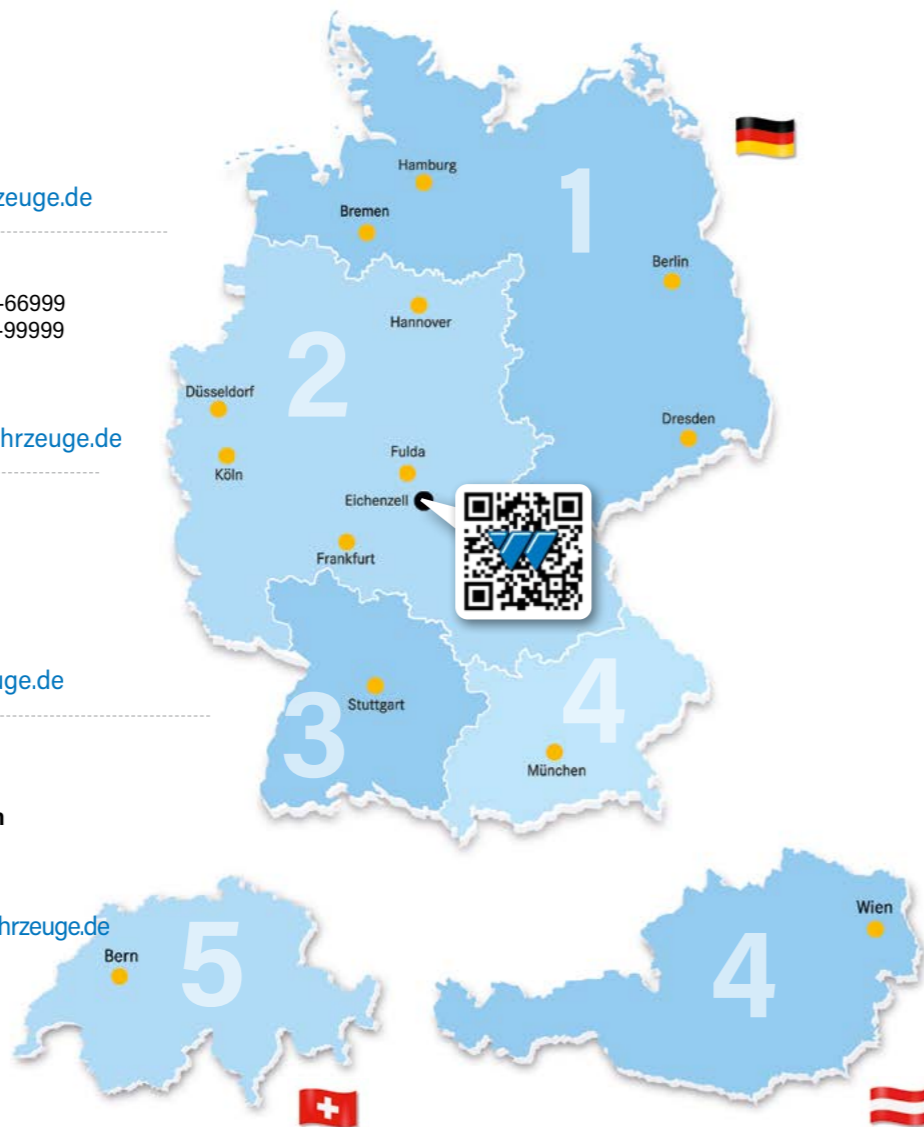 zeuge.de
-66999
-99999
hrzeuge.de
uge.de
n
hrzeuge.de
1
Hamburg
Bremen
Berlin
2
Hannover
Düsseldorf
Köln
Dresden
Fulda
Eichenzell
Frankfurt
3
Stuttgart
4
München
5
Bern
4
Wien